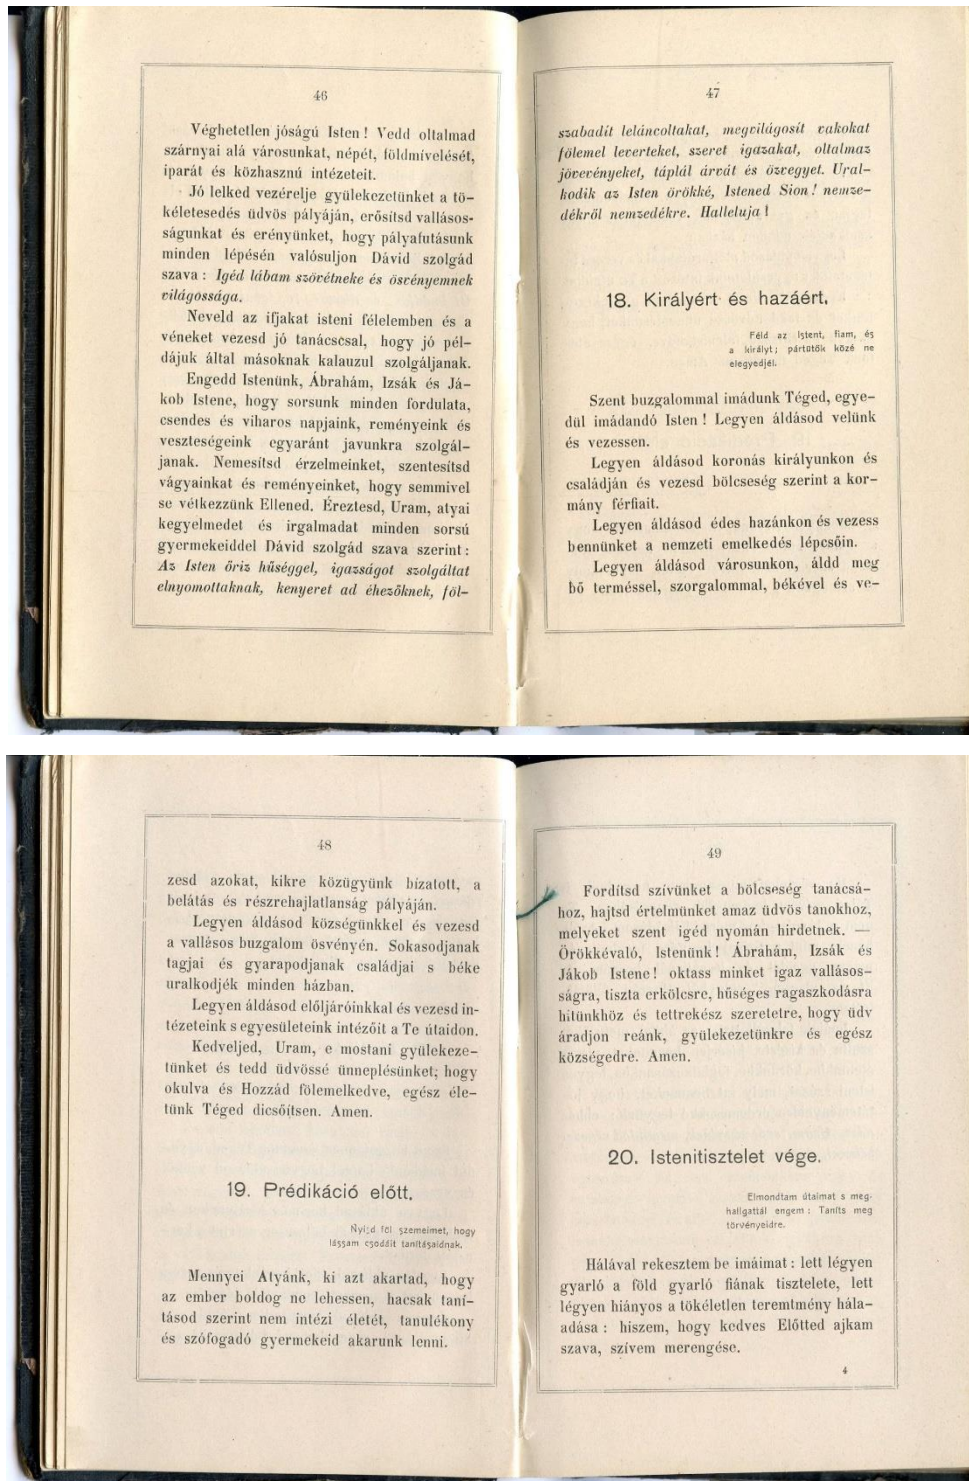 46
Véghetetlen jóságú Isten ! Vedd oltalmad
szárnyai alá városunkat, népét, földmívelését,
iparát és közhasznú intézeteit.
Jó lelked vezérelje gyülekezetünket a tö-
kéletesedés üdvös pályáján, erősítsd vallásos-
ságunkat és erényünket, hogy pályafutásunk
minden lépésén valósuljon Dávid szolgád
szava : Igéd lábam szövétneke és ösvényemnek
világossága.
Neveld az ifjakat isteni félelemben és a
véneket vezesd jó tanácscsal, hogy jó pél-
dájuk által másoknak kalauzul szolgáljanak.
Engedd Istenünk, Ábrahám, Izsák és Já-
kob Istene, hogy sorsunk minden fordulata,
csendes és viharos napjaink, reményeink és
veszteségeink egyaránt javunkra szolgál-
janak. Nemesítsd érzelmeinket, szentesítsd
vágyainkat és reményeinket, hogy semmivel
se vétkezzünk Ellened. Éreztesd, Uram, atyai
kegyelmedet és irgalmadat minden sorsú
gyermekeiddel Dávid szolgád szava szerint :
Az Isten őriz hűséggel, igazságot szolgáltat
elnyomottaknak, kenyeret ad éhezőknek, föl-
47
szabadít leláncoltakat, megvilágosít vakokat
fölemel leverteket, szeret igazakat, oltalmaz
jövevényeket, táplál árvát és özvegyet. Ural-
kodik az Isten örökké, Istened Sion ! nemze-
dékről nemzedékre. Halleluja !
18. Királyért és hazáért.
Féld az Istent, fiam, és
a királyt ; pártütők közé ne
elegyedjél.
Szent buzgalommal imádunk Téged, egye-
dül imádandó Isten ! Legyen áldásod velünk
és vezessen.
Legyen áldásod koronás királyunkon és
családján és vezesd bölcseség szerint a kor-
mány férfiait.
Legyen áldásod édes hazánkon és vezess
bennünket a nemzeti emelkedés lépcsőin.
Legyen áldásod városunkon, áldd meg
bő terméssel, szorgalommal, békével és ve-
48
zesd azokat, kikre közügyünk bízatott, a
belátás és részrehajlatlanság pályáján.
Legyen áldásod községünkkel és vezesd
a vallásos buzgalom ösvényén. Sokasodjanak
tagjai és gyarapodjanak családjai s béke
uralkodjék minden házban.
Legyen áldásod előljáróinkkal és vezesd in-
tézeteink s egyesületeink intézőit a Te útaidon.
Kedveljed, Uram, e mostani gyülekeze-
tünket és tedd üdvössé ünneplésünket; hogy
okulva és Hozzád fölemelkedve, egész éle-
tünk Téged dicsőítsen. Amen.
19. Prédikáció előtt.
Nyisd föl szemeimet, hogy
lássam csodáit tanításaidnak.
Mennyei Atyánk, ki azt akartad, hogy
az ember boldog ne lehessen, hacsak taní-
tásod szerint nem intézi életét, tanulékony
és szófogadó gyermekeid akarunk lenni.
49
Fordítsd szívünket a bölcseség tanácsá-
hoz, hajtsd értelmünket amaz üdvös tanokhoz,
melyeket szent igéd nyomán hirdetnek. —
Örökkévaló, Istenünk ! Ábrahám, Izsák és
Jákob Istene ! oktass minket igaz vallásos-
ságra, tiszta erkölcsre, hűséges ragaszkodásra
hitünkhöz és tettrekész szeretetre, hogy üdv
áradjon reánk, gyülekezetünkre és egész
községedre. Amen.
20. Istenitisztelet vége.
Elmondtam útaimat s meg-
hallgattál engem : Taníts meg
törvényeidre.
Hálával rekesztem be imáimat : lett légyen
gyarló a föld gyarló fiának tisztelete, lett
légyen hiányos a tökéletlen teremtmény hála-
adása : hiszem, hogy kedves Előtted ajkam
szava, szívem merengése.
4